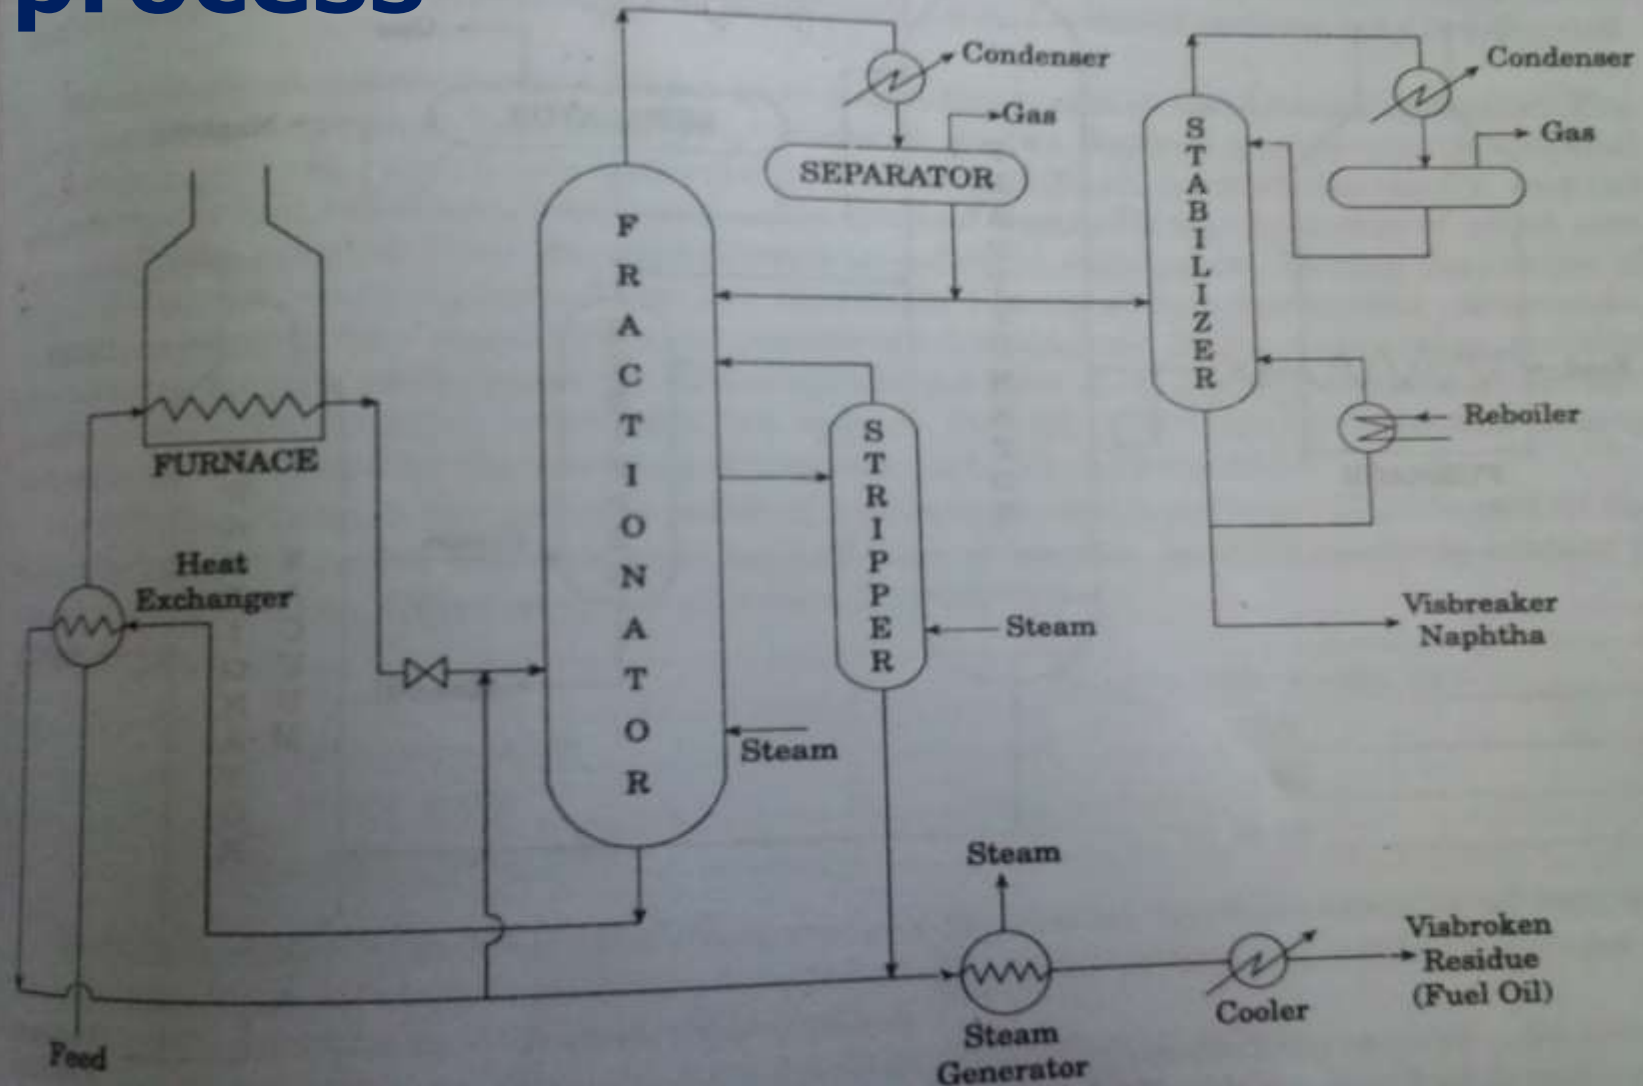 process
Condenser
Gas
SEPARATOR
Condenser
Gas
STABILIZER
FRACTIONATOR
STRIPPER
FURNACE
Reboiler
Heat
Exchanger
Steam
Visbreaker
Naphtha
Steam
Steam
Visbroken
Residue
(Fuel Oil)
Cooler
Steam
Generator
Feed